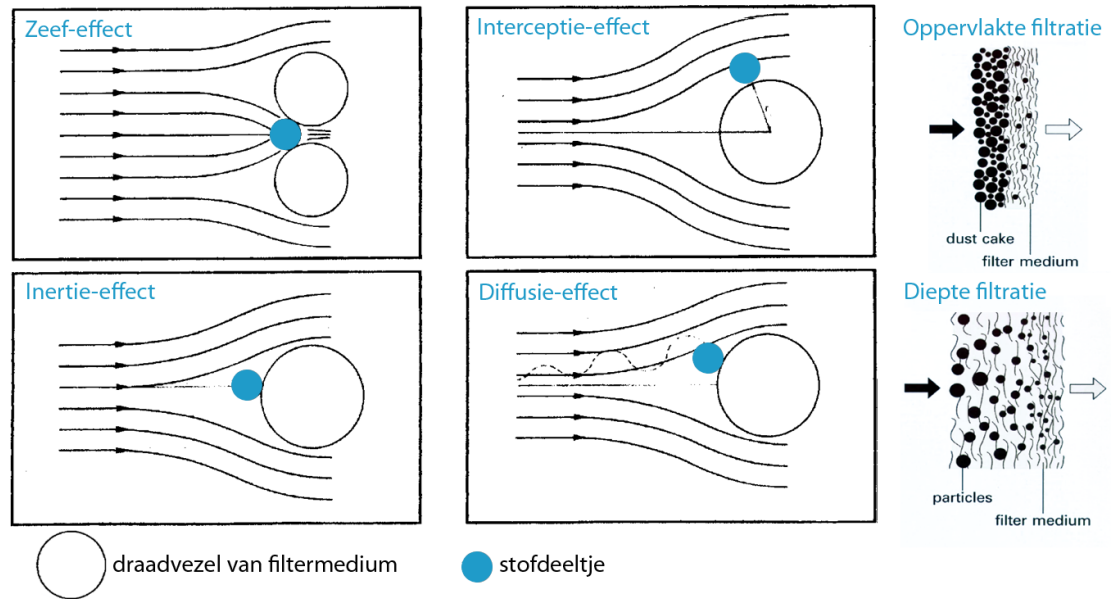 Zeef-effect
Interceptie-effect
Oppervlakte filtratie
dust cake
filter medium
Inertie-effect
Diffusie-effect
Diepte filtratie
particles
filter medium
draadvezel van filtermedium
stofdeeltje